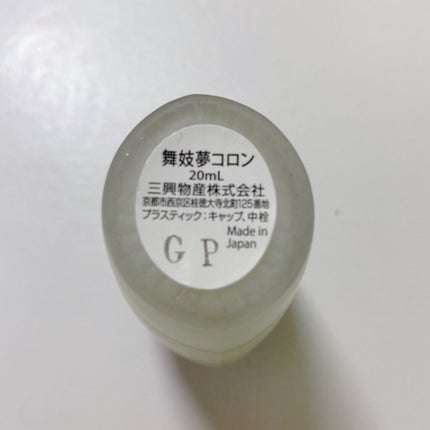 舞妓夢コロン
20mL
三興物産株式会社
京都市西京区桂徳大寺北町125番地
プラスティック:キャップ、中栓
Made in
Japan
G P